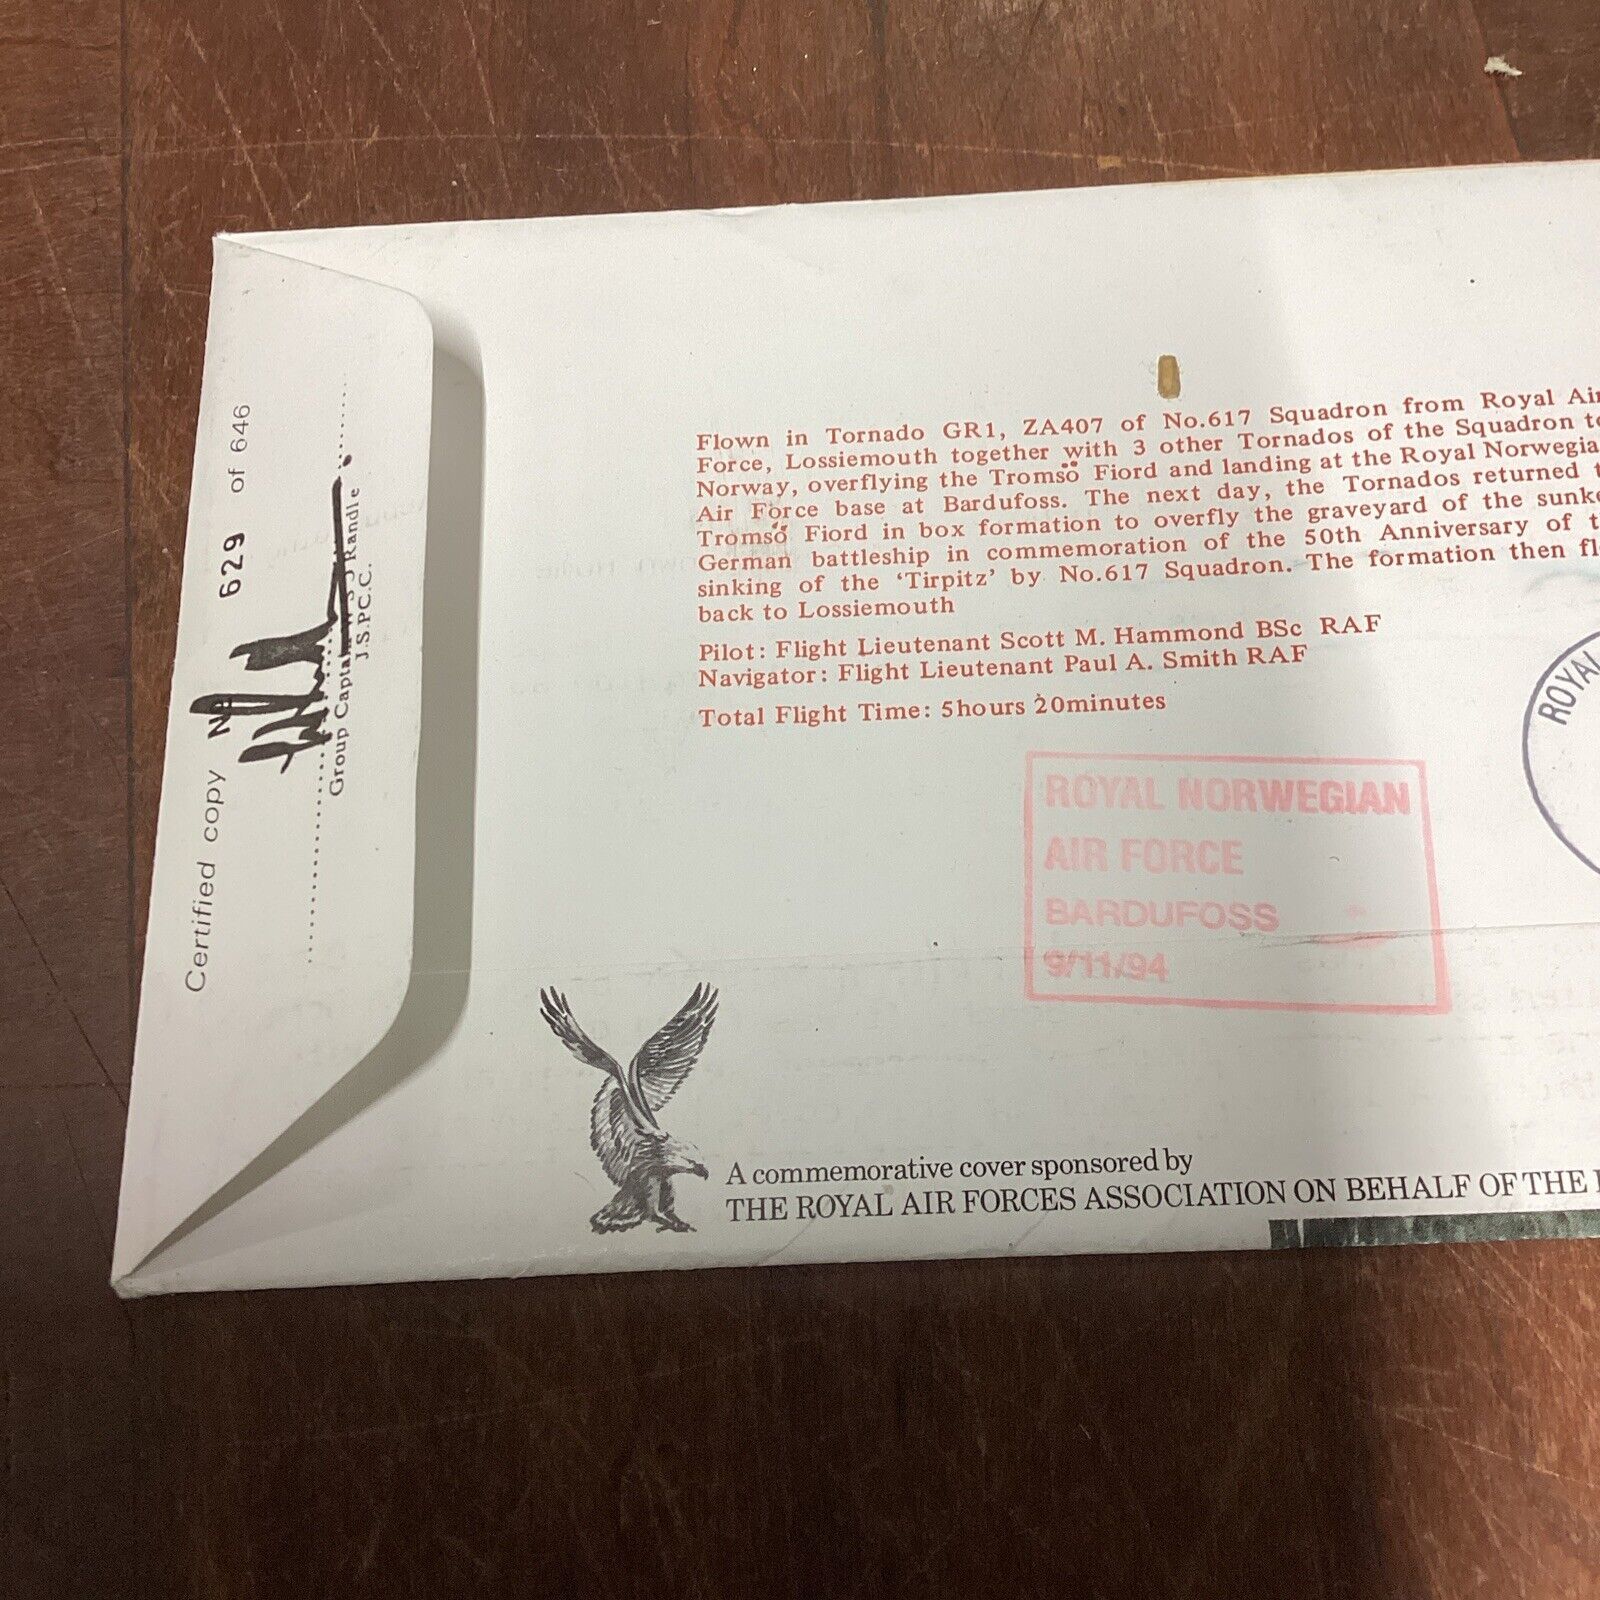 Certified copy No 629 of 646
Group Captain W S O Randle
J.S.P.C.C.
Flown in Tornado GR1, ZA407 of No.617 Squadron from Royal Air
Force, Lossiemouth together with 3 other Tornados of the Squadron to
Norway, overflying the Tromsö Fiord and landing at the Royal Norwegia
Air Force base at Bardufoss. The next day, the Tornados returned t
Tromsö Fiord in box formation to overfly the graveyard of the sunke
German battleship in commemoration of the 50th Anniversary of t
sinking of the ‘Tirpitz’ by No.617 Squadron. The formation then fl
back to Lossiemouth
Pilot: Flight Lieutenant Scott M. Hammond BSc RAF
Navigator: Flight Lieutenant Paul A. Smith RAF
Total Flight Time: 5hours 20minutes
ROYAL
ROYAL NORWEGIAN
AIR FORCE
BARDUFOSS
9/11/94
A commemorative cover sponsored by
THE ROYAL AIR FORCES ASSOCIATION ON BEHALF OF THE